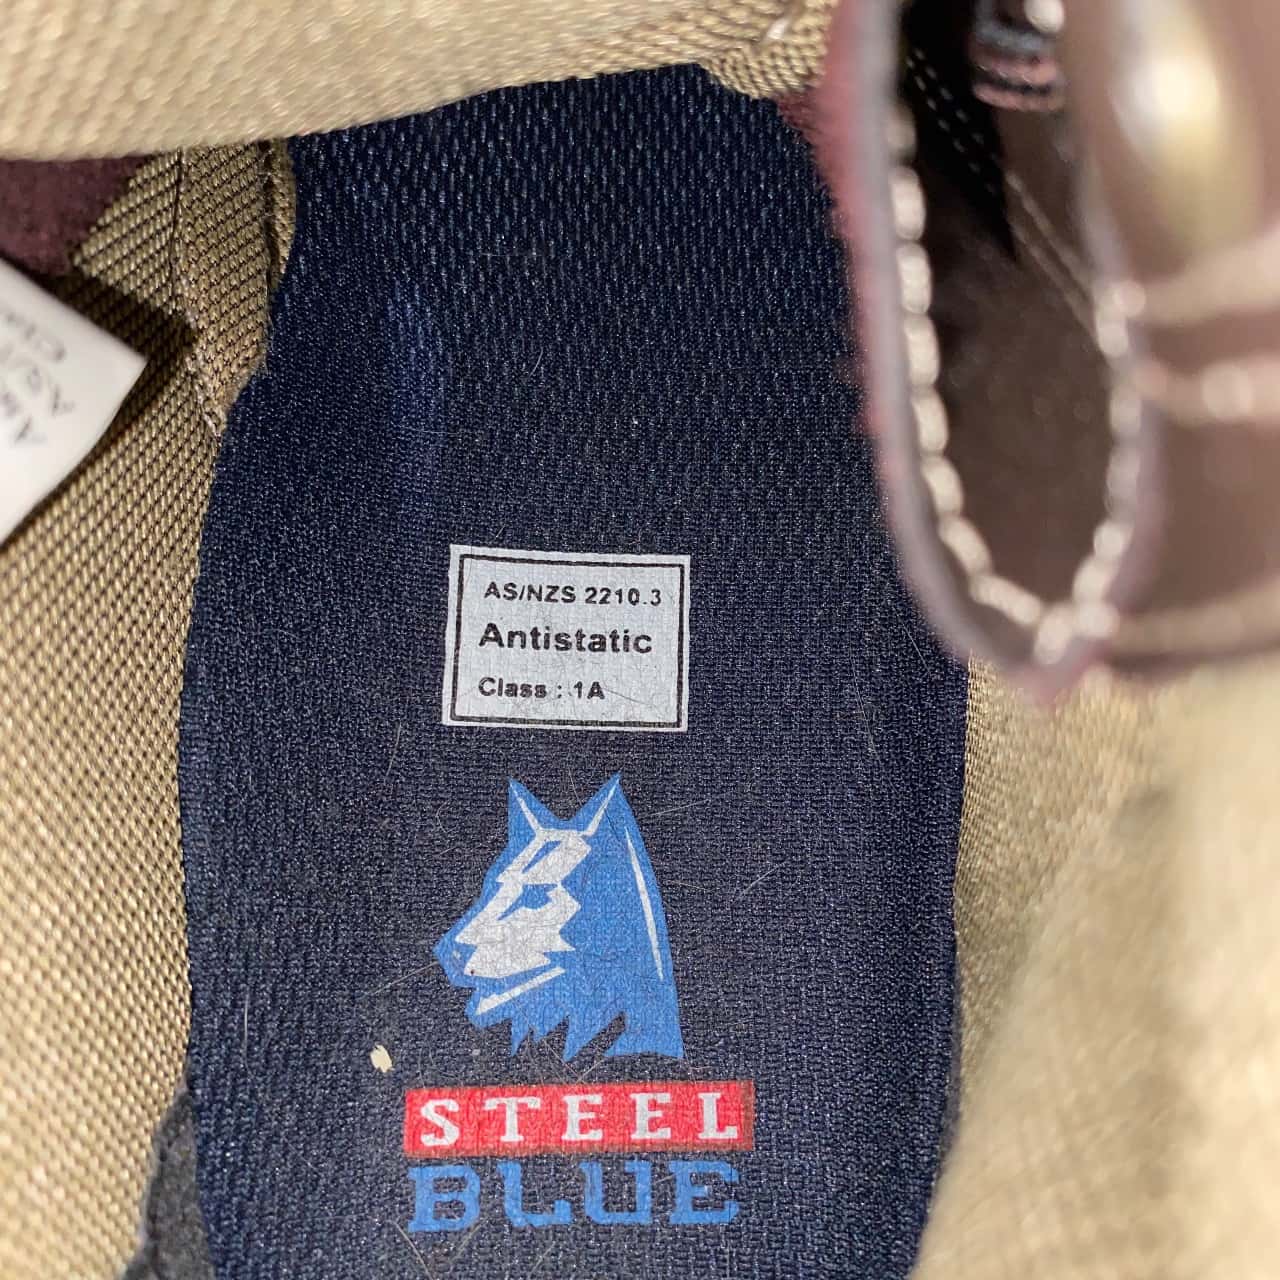 AS/NZS 2210.3
Antistatic
Class : 1A
STEEL
BLUE